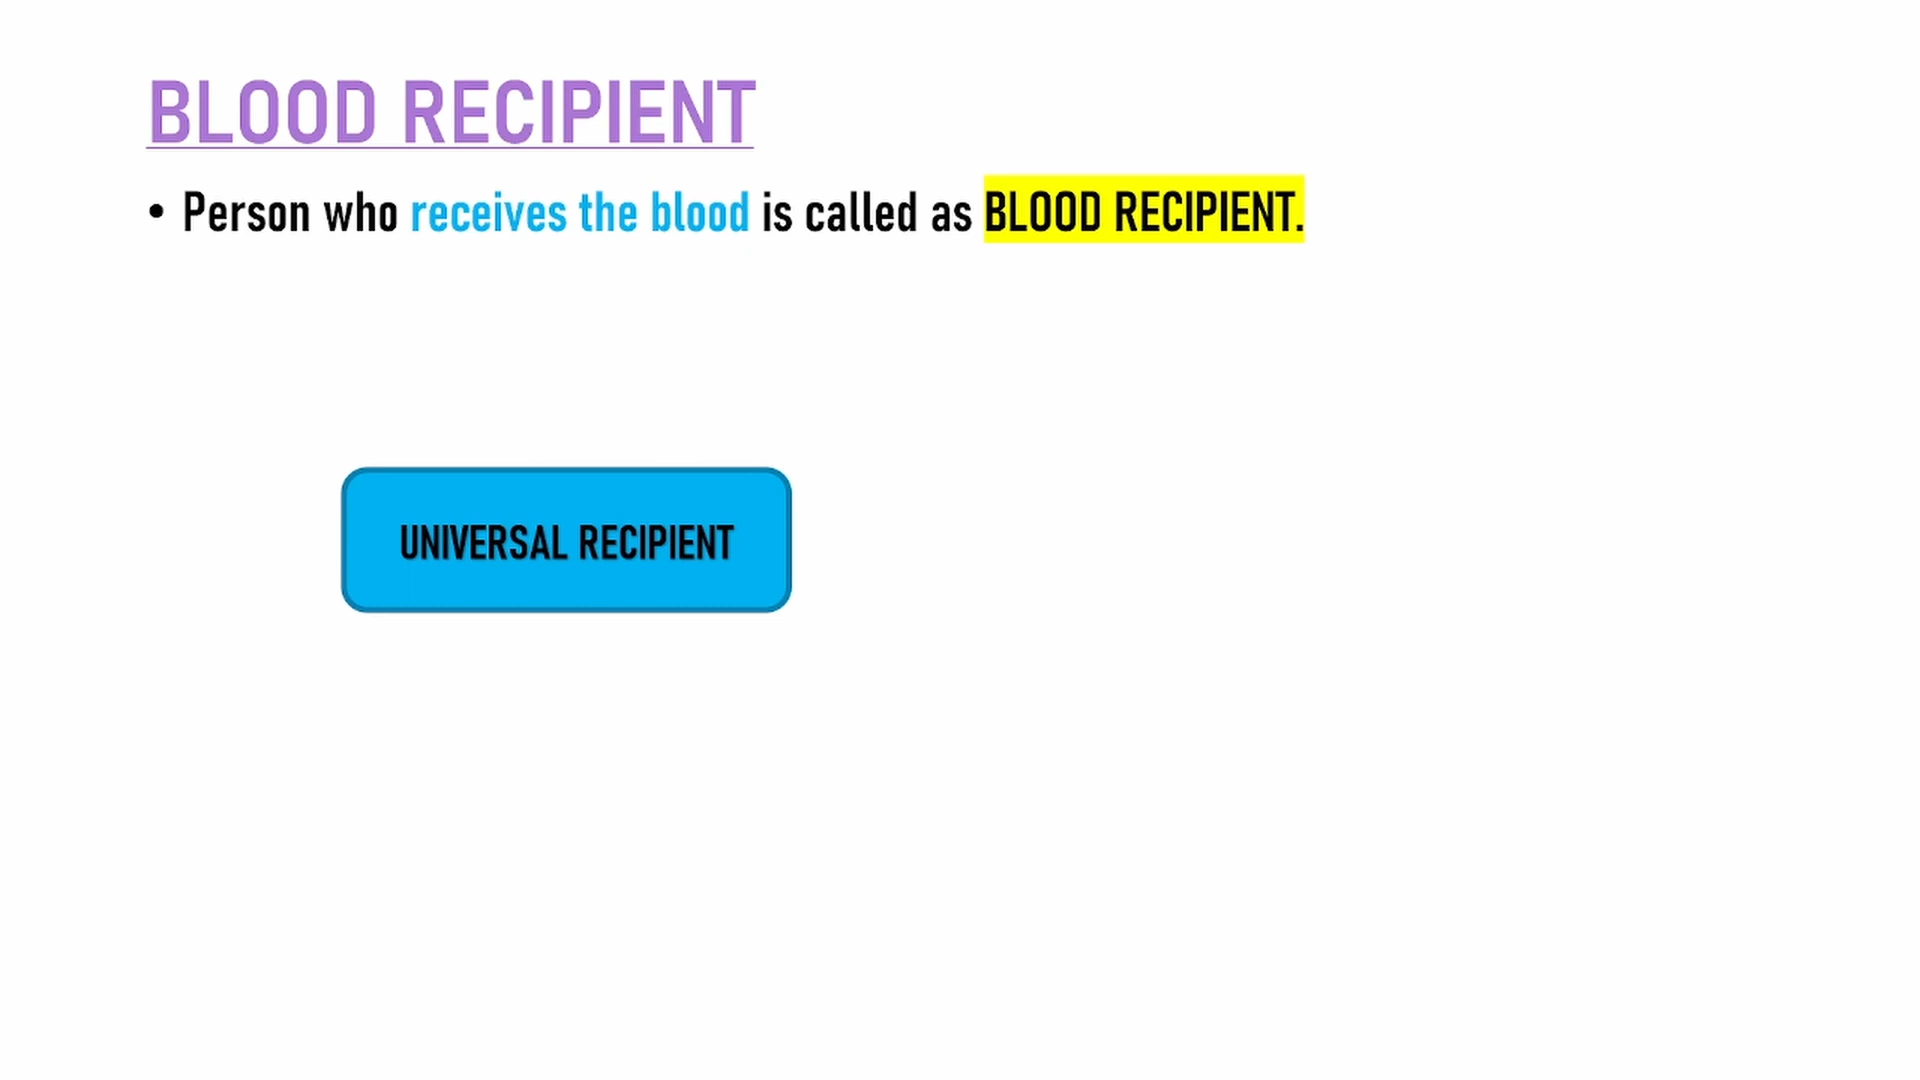 BLOOD RECIPIENT
• Person who receives the blood is called as BLOOD RECIPIENT.
UNIVERSAL RECIPIENT